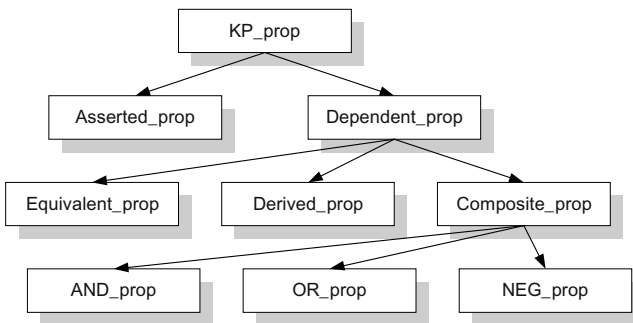 KP_prop
Asserted_prop
Dependent_prop
Equivalent_prop
Derived_prop
Composite_prop
AND_prop
OR_prop
NEG_prop